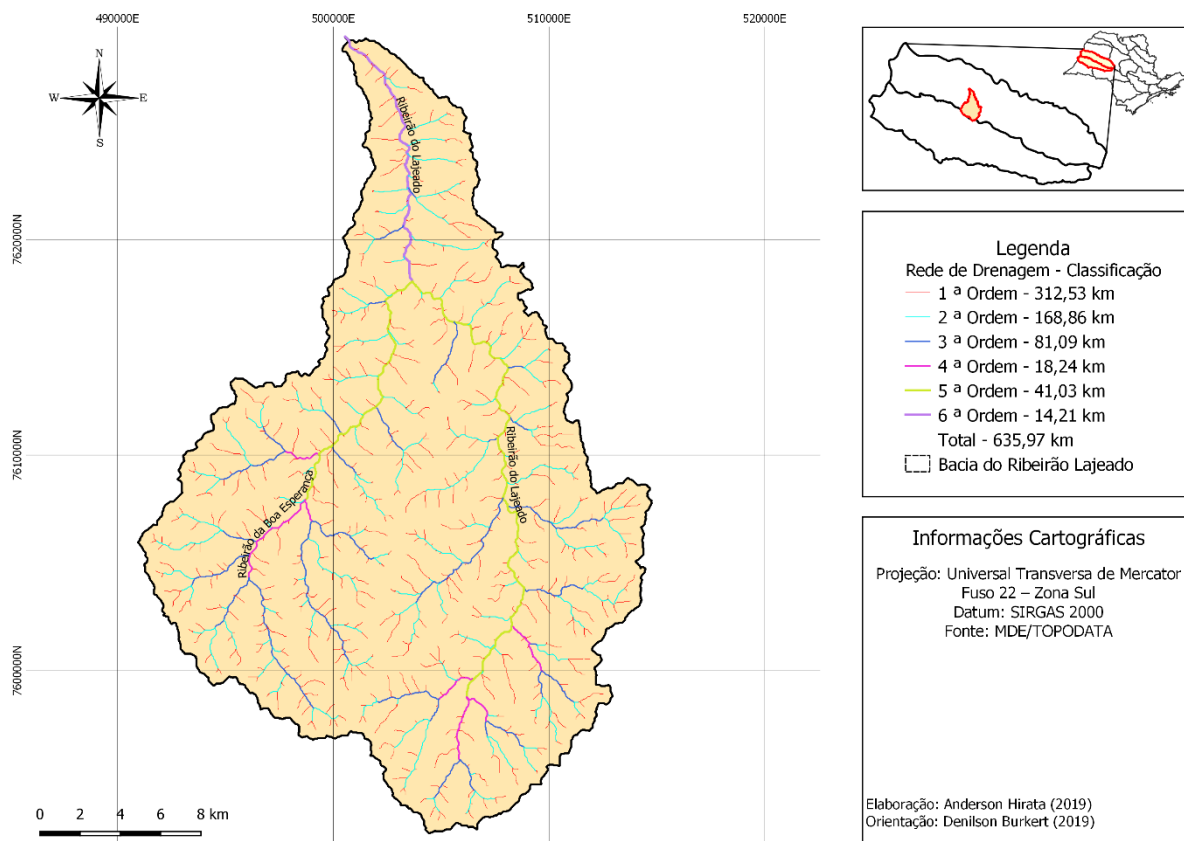 490000E
500000E
510000E
520000E
N
W
E
S
7620000N
7610000N
7600000N
Ribeirão do Lajeado
Ribeirão do Lajeado
Ribeirão da Boa Esperança
0 2 4 6 8 km
Legenda
Rede de Drenagem - Classificação
1 ª Ordem - 312,53 km
2 ª Ordem - 168,86 km
3 ª Ordem - 81,09 km
4 ª Ordem - 18,24 km
5 ª Ordem - 41,03 km
6 ª Ordem - 14,21 km
Total - 635,97 km
Bacia do Ribeirão Lajeado
Informações Cartográficas
Projeção: Universal Transversa de Mercator
Fuso 22 – Zona Sul
Datum: SIRGAS 2000
Fonte: MDE/TOPODATA
Elaboração: Anderson Hirata (2019)
Orientação: Denilson Burkert (2019)